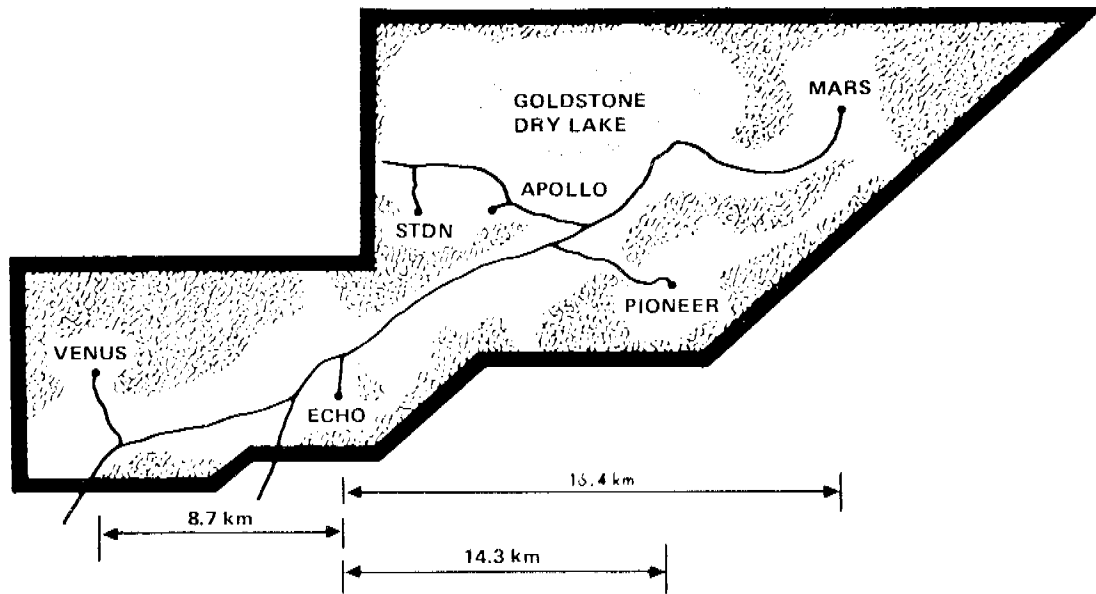 GOLDSTONE
DRY LAKE
MARS
APOLLO
STDN
PIONEER
VENUS
ECHO
km
8.7 km
14.3 km